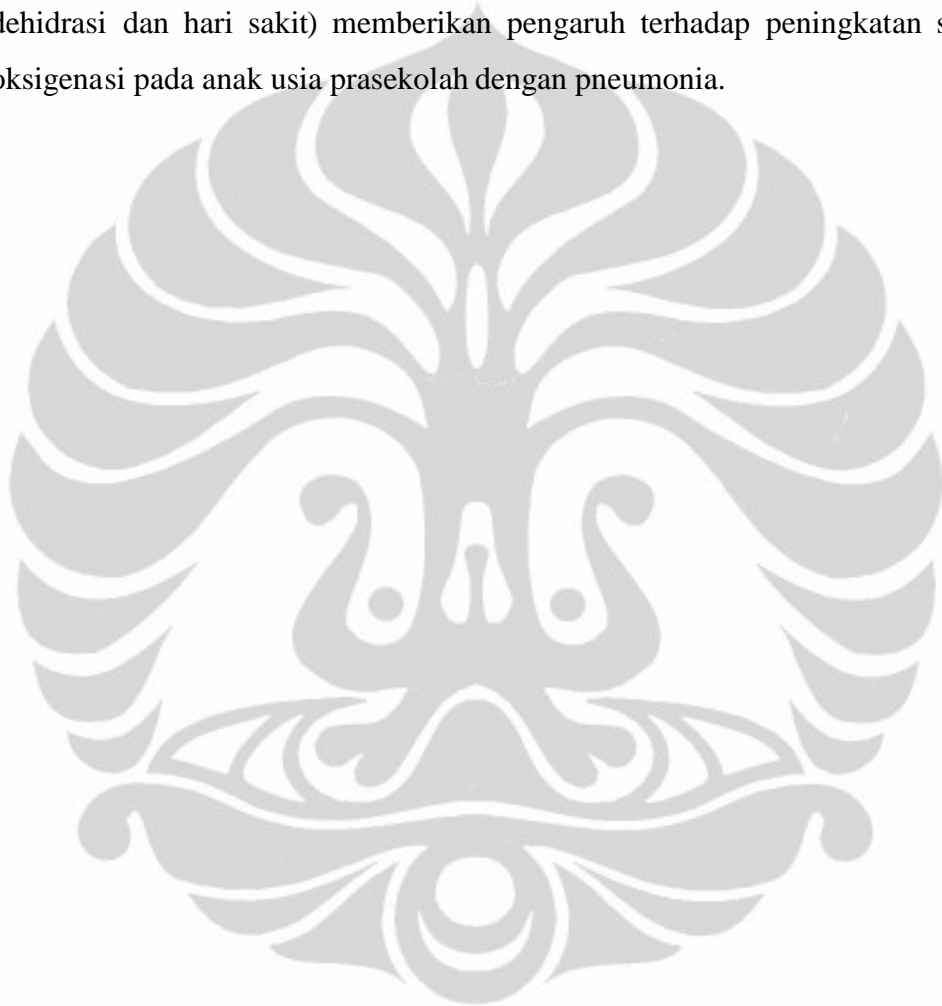 dehidrasi dan hari sakit) memberikan pengaruh terhadap peningkatan
oksigenasi pada anak usia prasekolah dengan pneumonia.